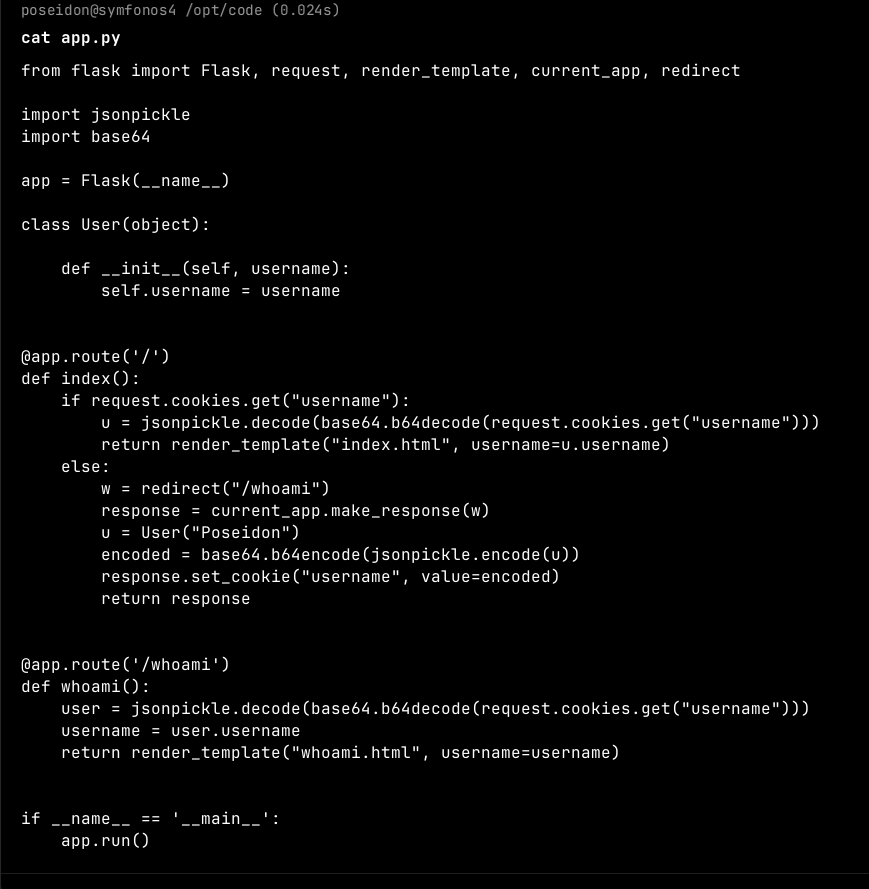 poseidon@symfonos4 /opt/code (0.024s)
cat app.py
from flask import Flask, request, render_template, current_app, redirect
import jsonpickle
import base64
app = Flask(__name__)
class User(object):
    def __init__(self, username):
        self.username = username
@app.route('/')
def index():
    if request.cookies.get("username"):
        u = jsonpickle.decode(base64.b64decode(request.cookies.get("username")))
        return render_template("index.html", username=u.username)
    else:
        w = redirect("/whoami")
        response = current_app.make_response(w)
        u = User("Poseidon")
        encoded = base64.b64encode(jsonpickle.encode(u))
        response.set_cookie("username", value=encoded)
        return response
@app.route('/whoami')
def whoami():
    user = jsonpickle.decode(base64.b64decode(request.cookies.get("username")))
    username = user.username
    return render_template("whoami.html", username=username)
if __name__ == '__main__':
    app.run()